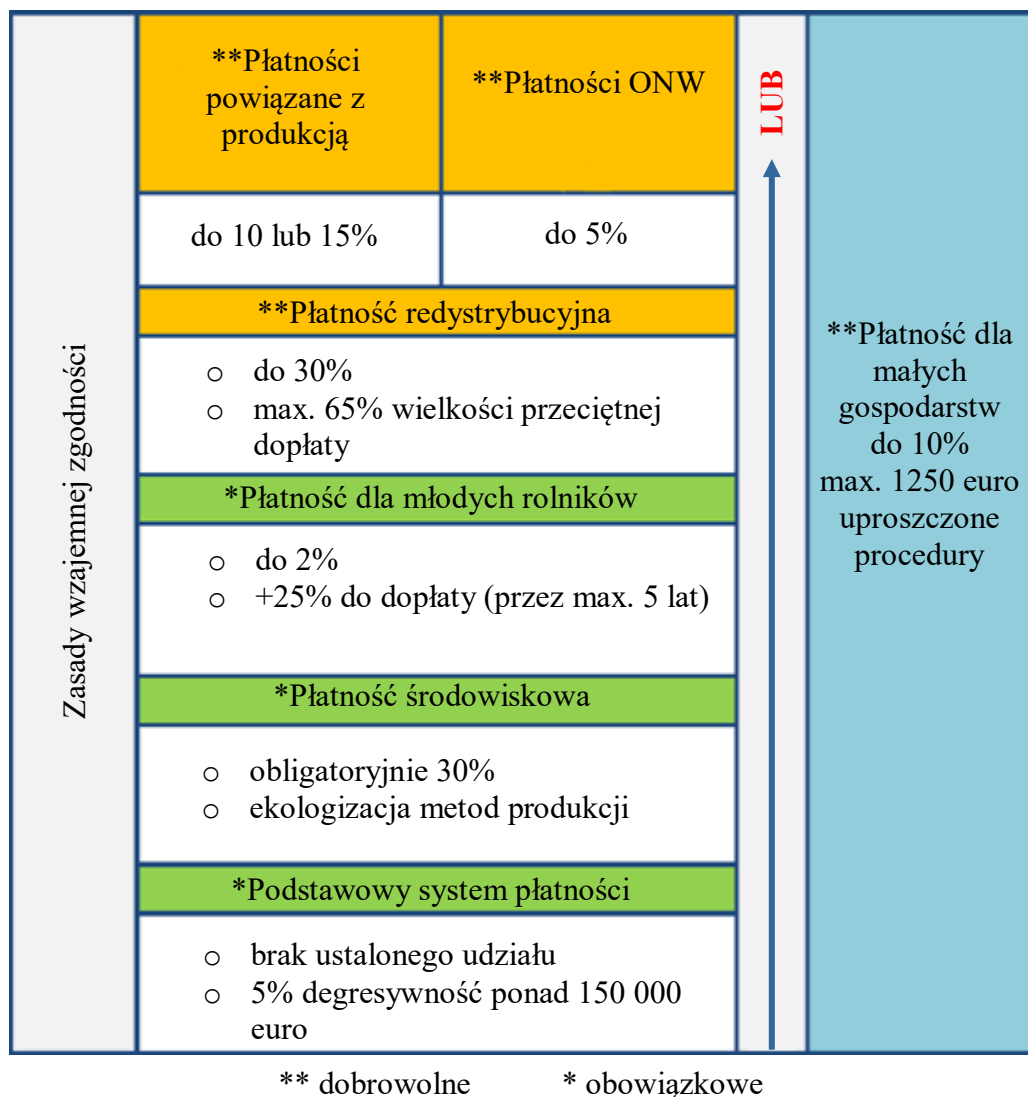 Zasady wzajemnej zgodności
**Płatności
powiązane z
produkcją
**Płatności ONW
do 10 lub 15%
do 5%
**Płatność redystrybucyjna
o do 30%
o max. 65% wielkości przeciętnej
dopłaty
*Płatność dla młodych rolników
o do 2%
o +25% do dopłaty (przez max. 5 lat)
*Płatność środowiskowa
o obligatoryjnie 30%
o ekologizacja metod produkcji
*Podstawowy system płatności
o brak ustalonego udziału
o 5% degresywność ponad 150 000
euro
LUB
**Płatność dla
małych
gospodarstw
do 10%
max. 1250 euro
uproszczone
procedury
** dobrowolne * obowiązkowe